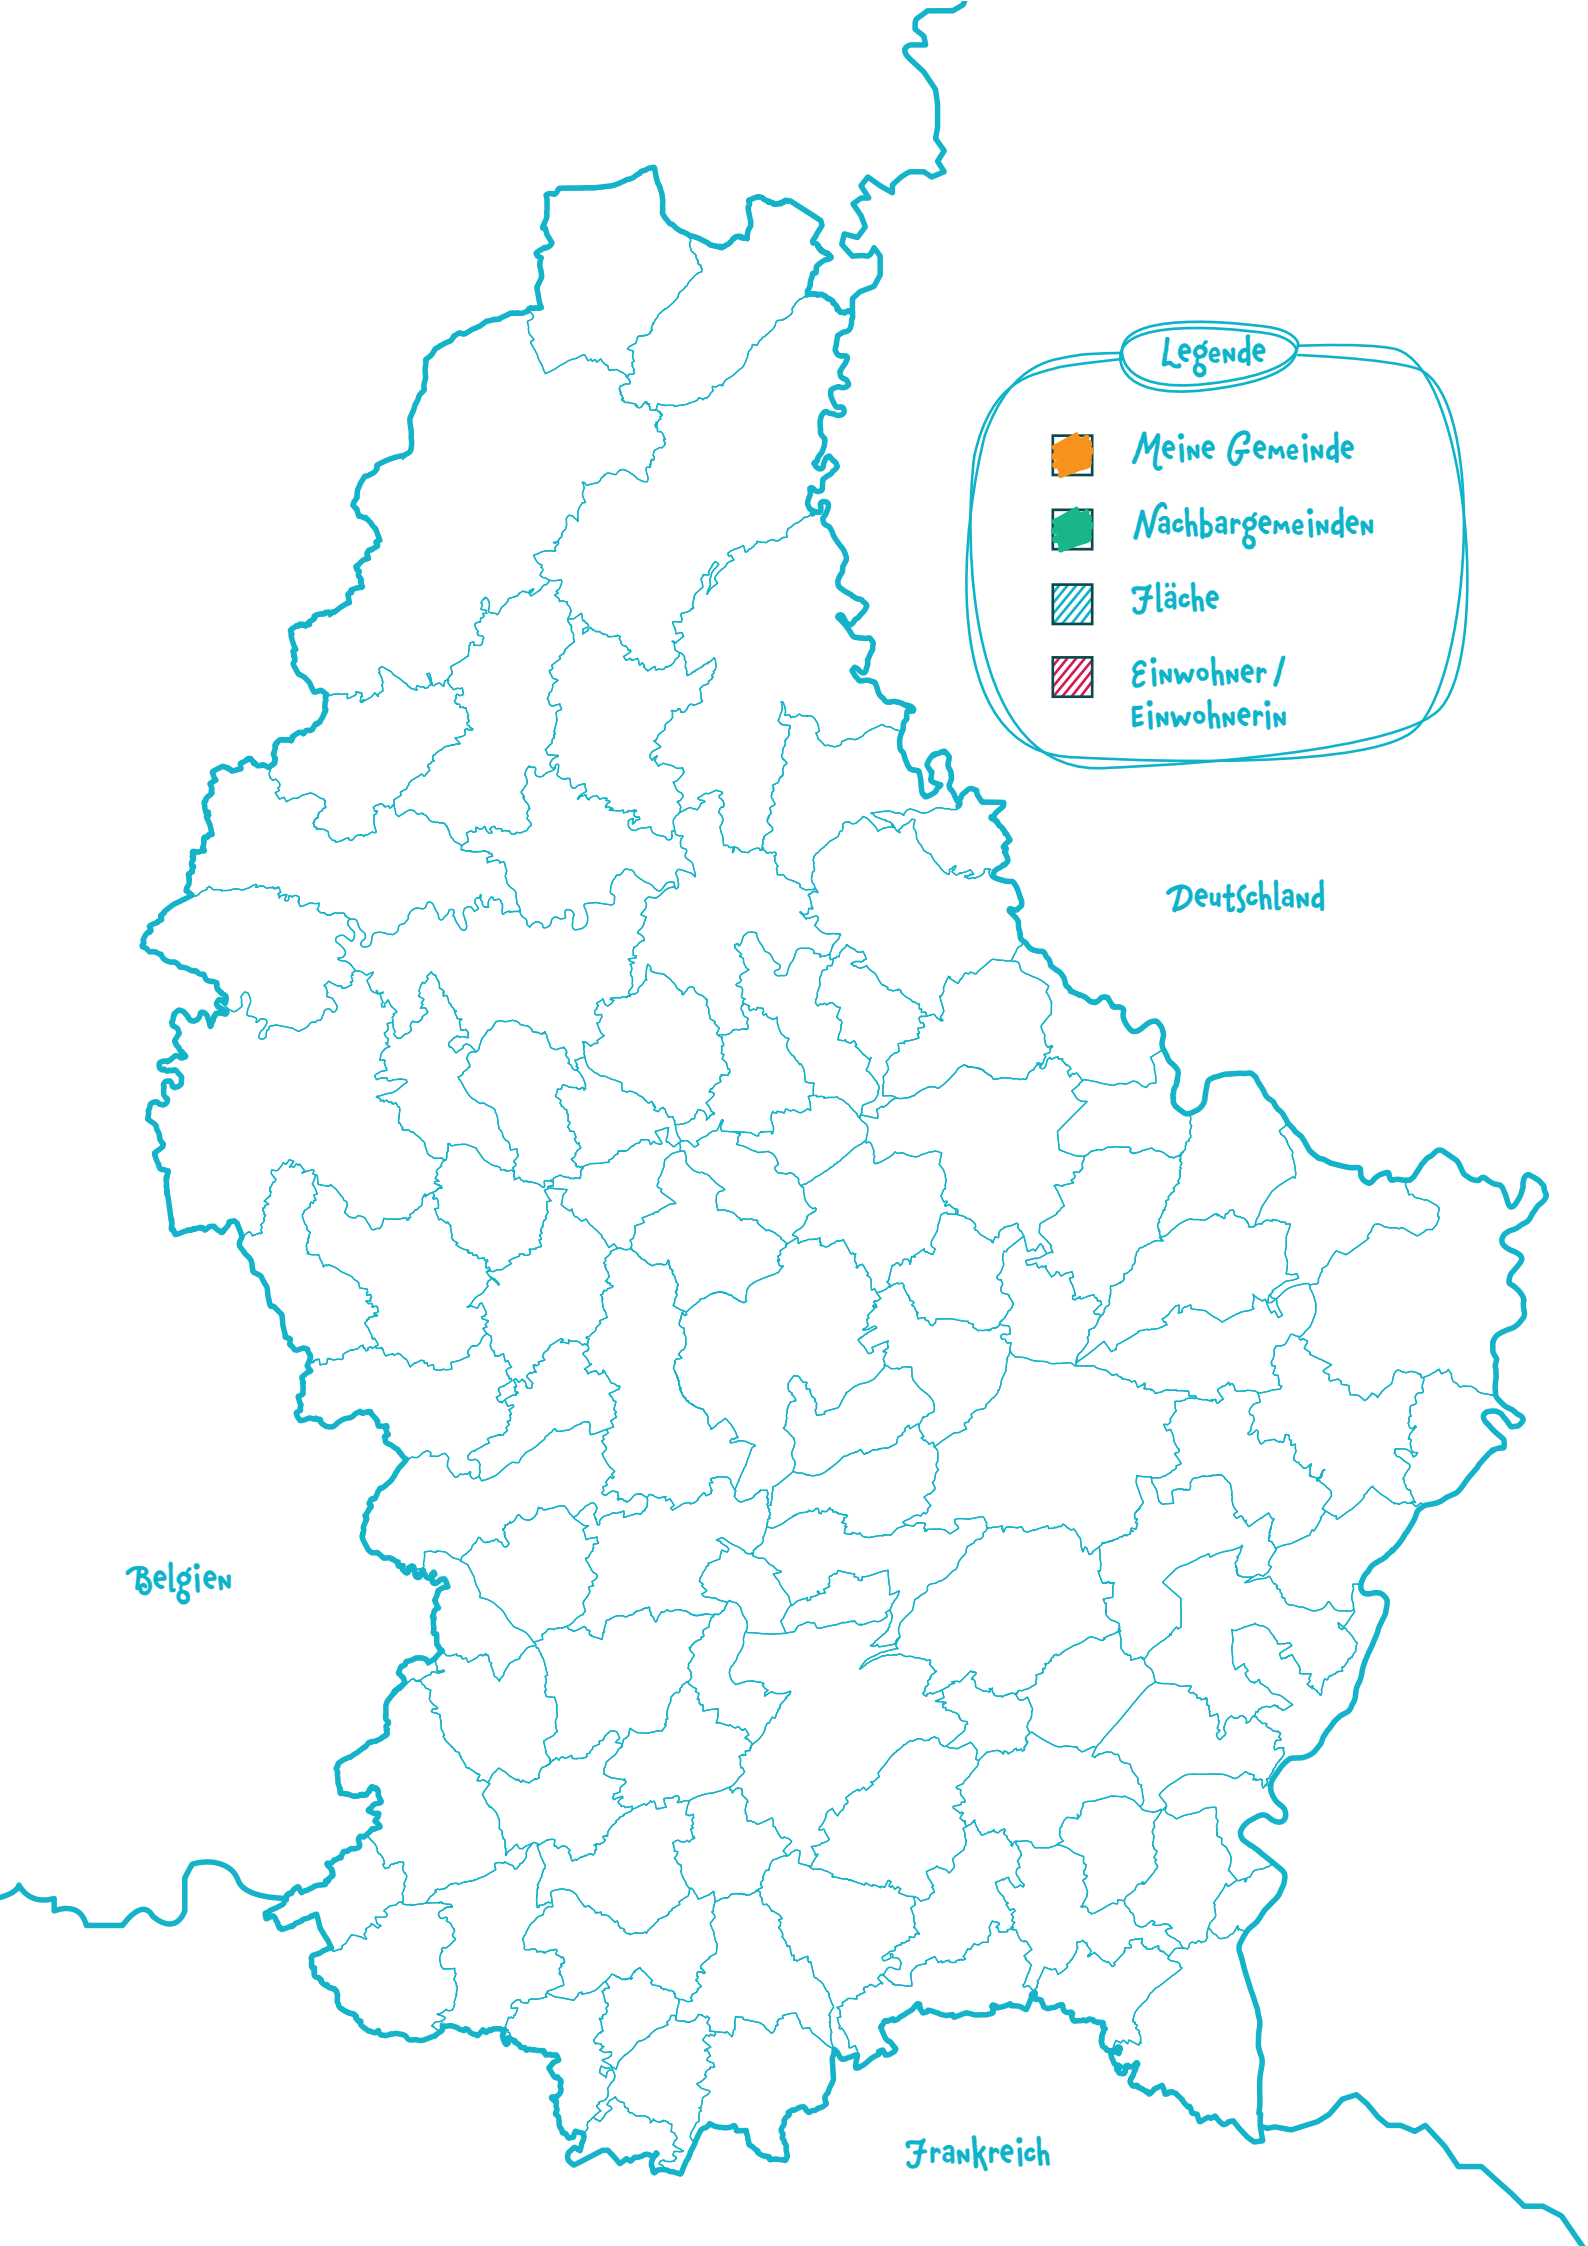 Legende
Meine Gemeinde
Nachbargemeinden
Fläche
Einwohner /
Einwohnerin
Deutschland
Belgien
Frankreich